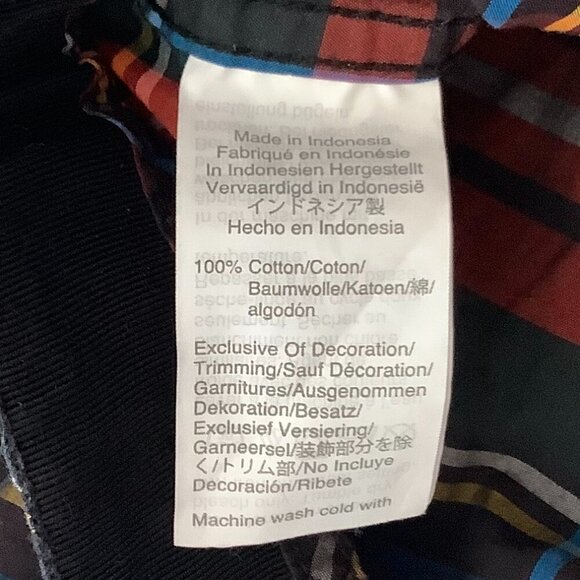 Made in Indonesia
Fabriqué en Indonésie
In Indonesien Hergestellt
Vervaardigd in Indonesië
インドネシア製
Hecho en Indonesia
100% Cotton/Coton/
Baumwolle/Katoen/綿/
algodón
Exclusive Of Decoration/
Trimming/Sauf Décoration/
Garnitures/Ausgenommen
Dekoration/Besatz/
Exclusief Versiering/
Garneersel/装飾部分を除
く/トリム部/No Incluye
Decoración/Ribete
Machine wash cold with